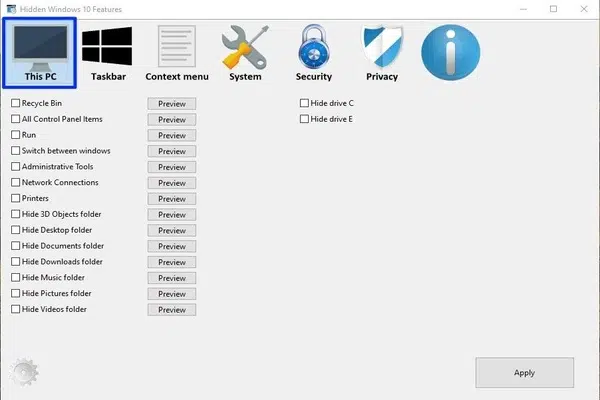 Hidden Windows 10 Features
This PC
Taskbar
Context menu
System
Security
Privacy
Recycle Bin Preview Hide drive C
All Control Panel Items Preview Hide drive E
Run Preview
Switch between windows Preview
Administrative Tools Preview
Network Connections Preview
Printers Preview
Hide 3D Objects folder Preview
Hide Desktop folder Preview
Hide Documents folder Preview
Hide Downloads folder Preview
Hide Music folder Preview
Hide Pictures folder Preview
Hide Videos folder Preview
Apply